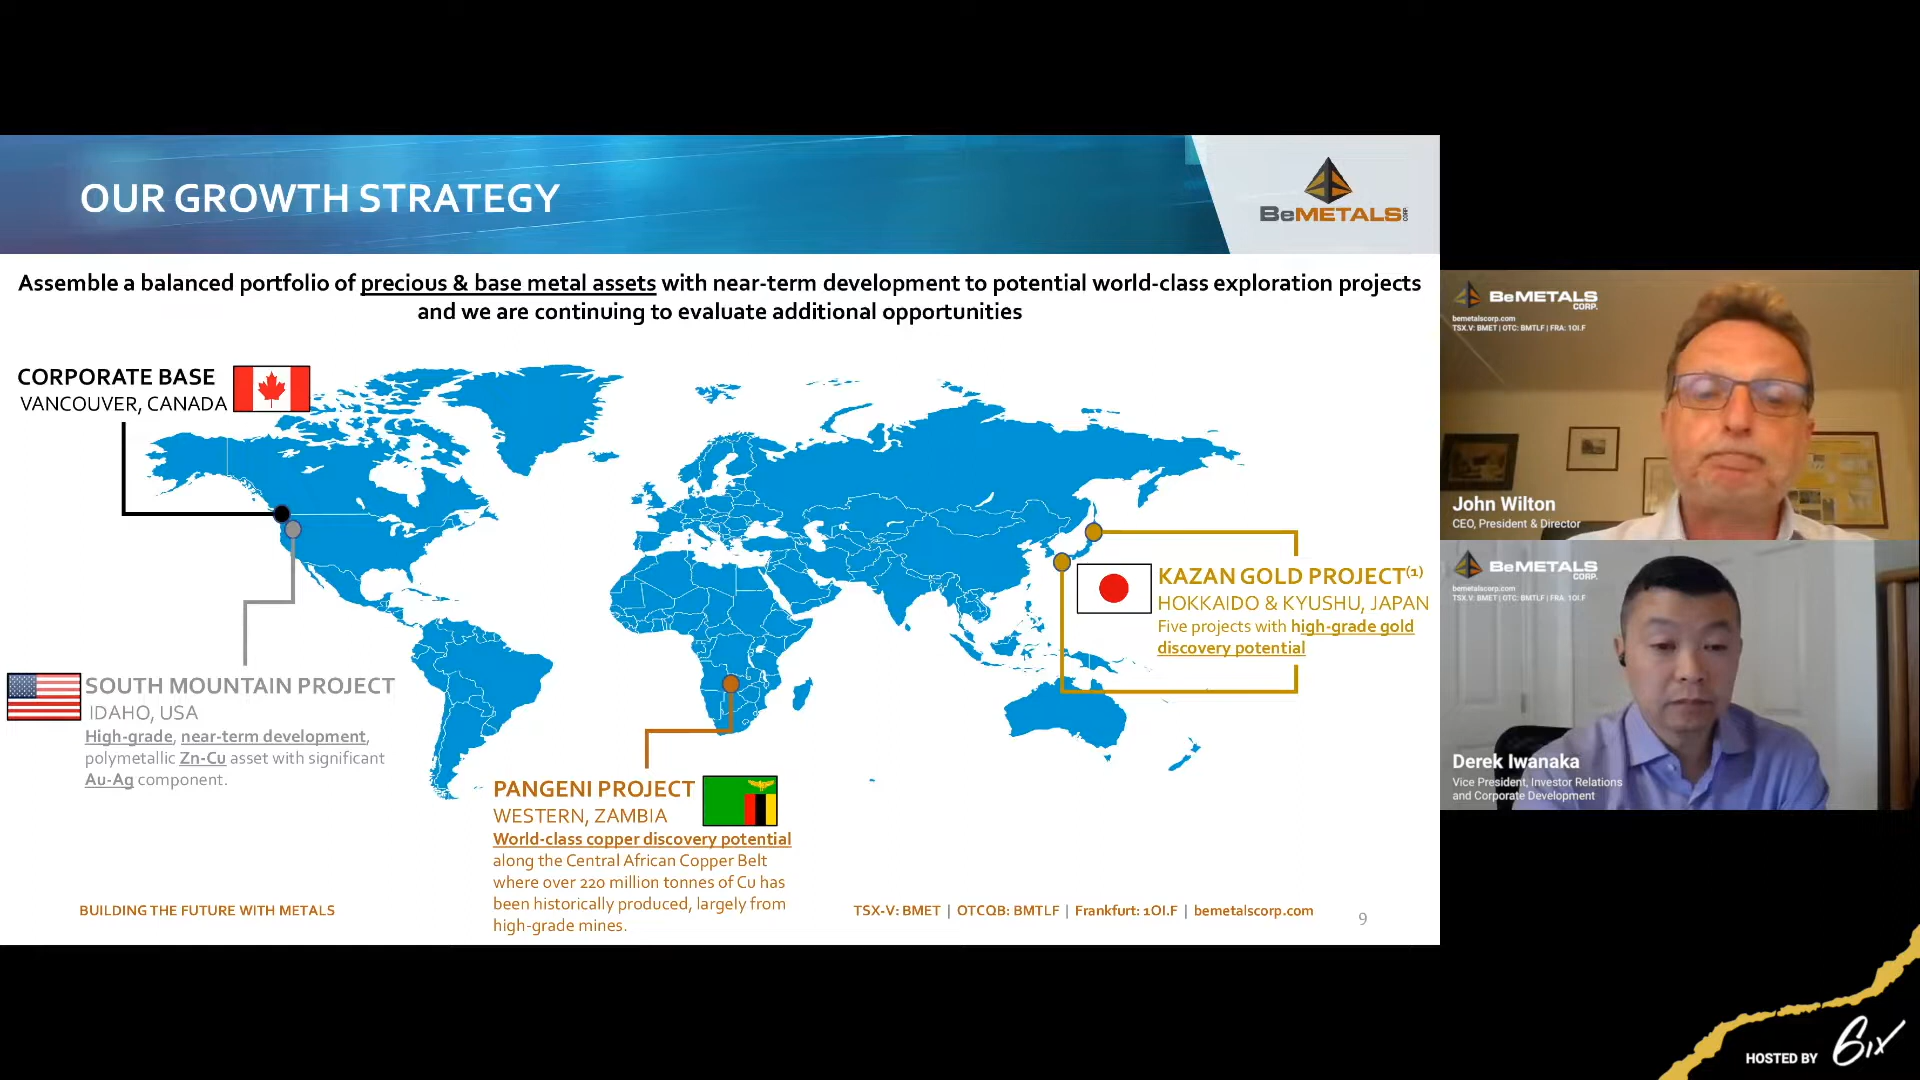 OUR GROWTH STRATEGY
BeMETALS CORP.
Assemble a balanced portfolio of precious & base metal assets with near-term development to potential world-class exploration projects
and we are continuing to evaluate additional opportunities
CORPORATE BASE
VANCOUVER, CANADA
KAZAN GOLD PROJECT(1)
HOKKAIDO & KYUSHU, JAPAN
Five projects with high-grade gold
discovery potential
SOUTH MOUNTAIN PROJECT
IDAHO, USA
High-grade, near-term development,
polymetallic Zn-Cu asset with significant
Au-Ag component.
PANGENI PROJECT
WESTERN, ZAMBIA
World-class copper discovery potential
along the Central African Copper Belt
where over 220 million tonnes of Cu has
been historically produced, largely from
high-grade mines.
BUILDING THE FUTURE WITH METALS
TSX-V: BMET | OTCQB: BMTLF | Frankfurt: 1OI.F | bemetalscorp.com
9
BeMETALS
CORP.
bemetalscorp.com
TSX.V: BMET | OTC: BMTLF | FRA: 1OI.F
John Wilton
CEO, President & Director
BeMETALS
CORP.
bemetalscorp.com
TSX.V: BMET | OTC: BMTLF | FRA: 1OI.F
Derek Iwanaka
Vice President, Investor Relations
and Corporate Development
HOSTED BY 6ix